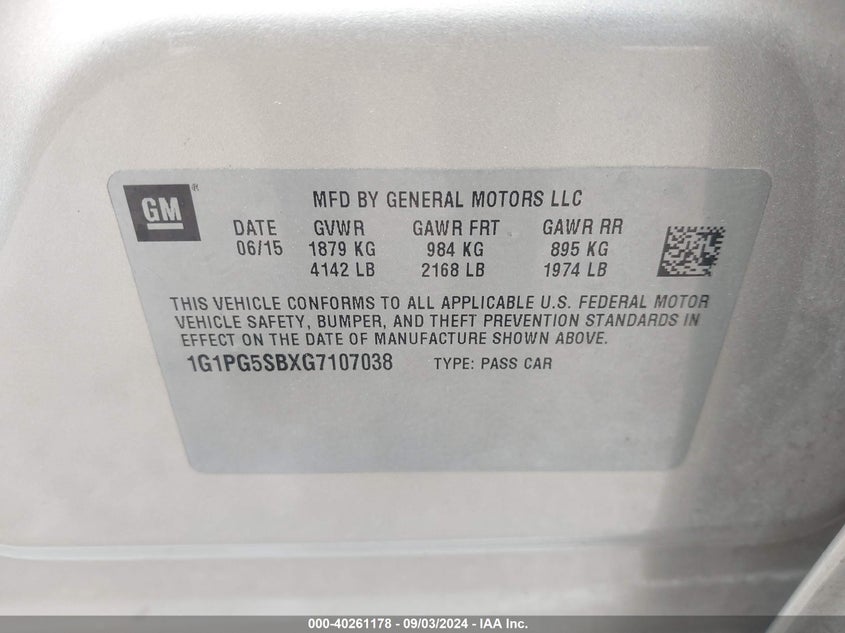 GM ®
MFD BY GENERAL MOTORS LLC
DATE GVWR GAWR FRT GAWR RR
06/15 1879 KG 984 KG 895 KG
4142 LB 2168 LB 1974 LB
THIS VEHICLE CONFORMS TO ALL APPLICABLE U.S. FEDERAL MOTOR
VEHICLE SAFETY, BUMPER, AND THEFT PREVENTION STANDARDS IN
EFFECT ON THE DATE OF MANUFACTURE SHOWN ABOVE.
1G1PG5SBXG7107038 TYPE: PASS CAR
000-40261178 - 09/03/2024 - IAA Inc.